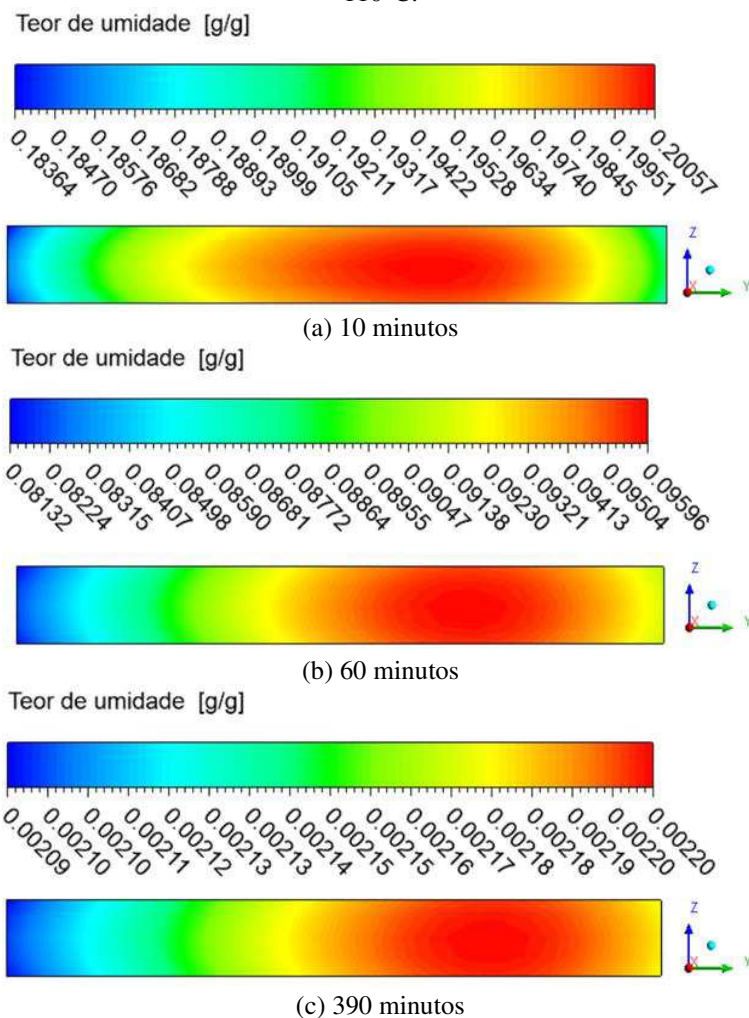 110°C.
Teor de umidade [g/g]
0.18364 0.18470 0.18576 0.18682 0.18788 0.18893 0.18999 0.19105 0.19211 0.19317 0.19422 0.19528 0.19634 0.19740 0.19845 0.19951 0.20057
Z
X Y
(a) 10 minutos
Teor de umidade [g/g]
0.08132 0.08224 0.08315 0.08407 0.08498 0.08590 0.08681 0.08772 0.08864 0.08955 0.09047 0.09138 0.09230 0.09321 0.09413 0.09504 0.09596
Z
X Y
(b) 60 minutos
Teor de umidade [g/g]
0.00209 0.00210 0.00210 0.00211 0.00212 0.00213 0.00213 0.00214 0.00215 0.00215 0.00216 0.00217 0.00218 0.00218 0.00219 0.00220 0.00220
Z
X Y
(c) 390 minutos